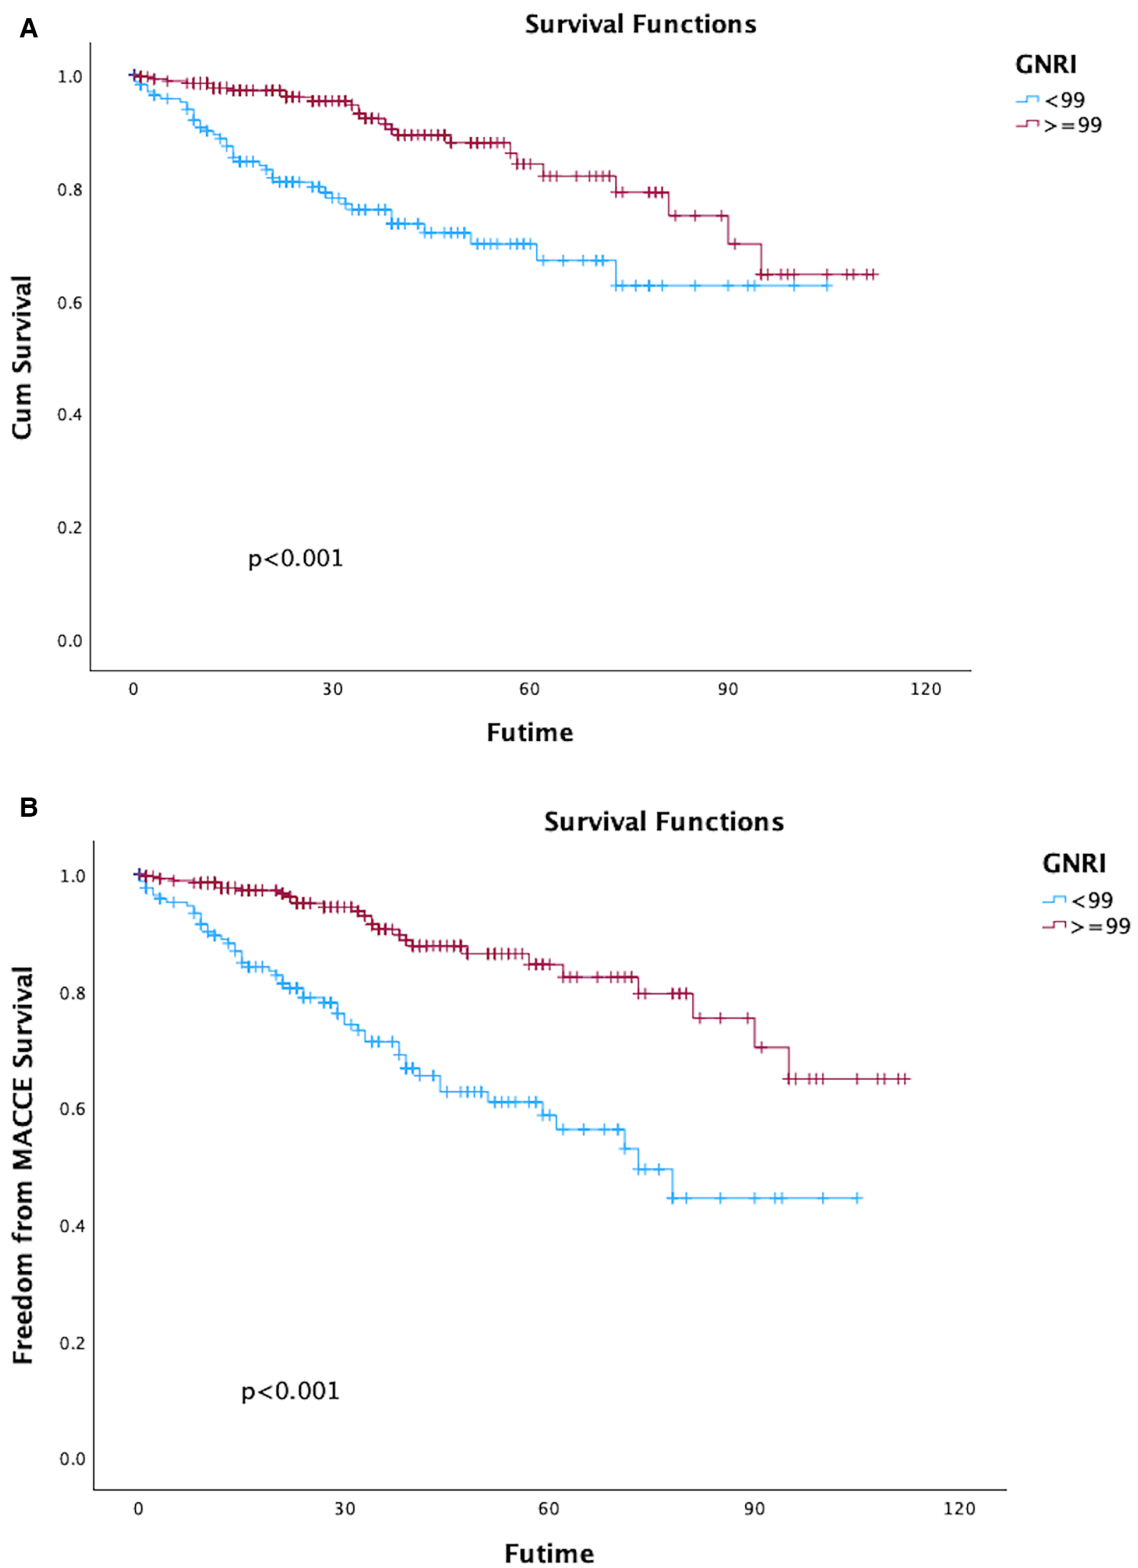 A
Survival Functions
GNRI
<99
>=99
1.0
0.8
0.6
0.4
0.2
0.0
Cum Survival
p<0.001
0 30 60 90 120
Futime
B
Survival Functions
GNRI
<99
>=99
1.0
0.8
0.6
0.4
0.2
0.0
Freedom from MACCE Survival
p<0.001
0 30 60 90 120
Futime